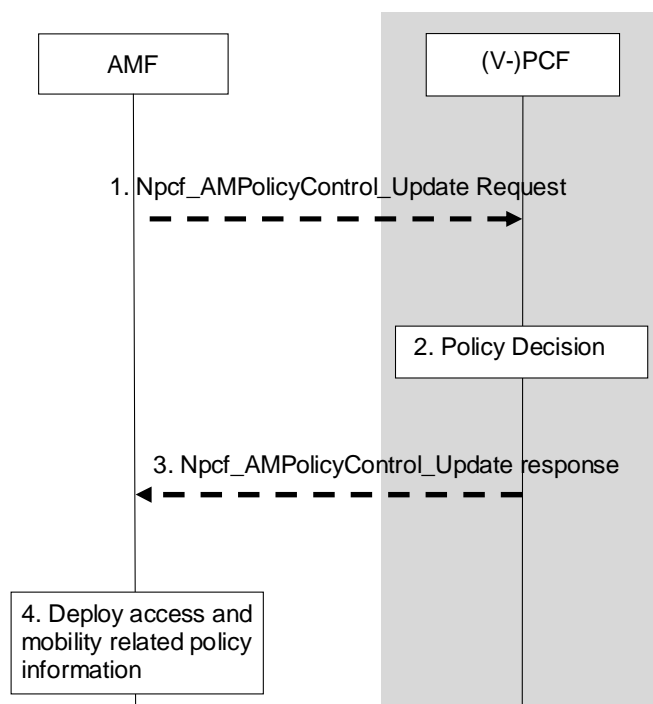 AMF
(V-)PCF
1. Npcf_AMPolicyControl_Update Request
2. Policy Decision
3. Npcf_AMPolicyControl_Update response
4. Deploy access and
mobility related policy
information